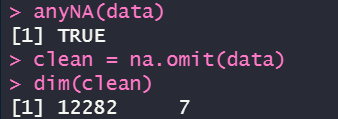 > anyNA(data)
[1] TRUE
> clean = na.omit(data)
> dim(clean)
[1] 12282     7